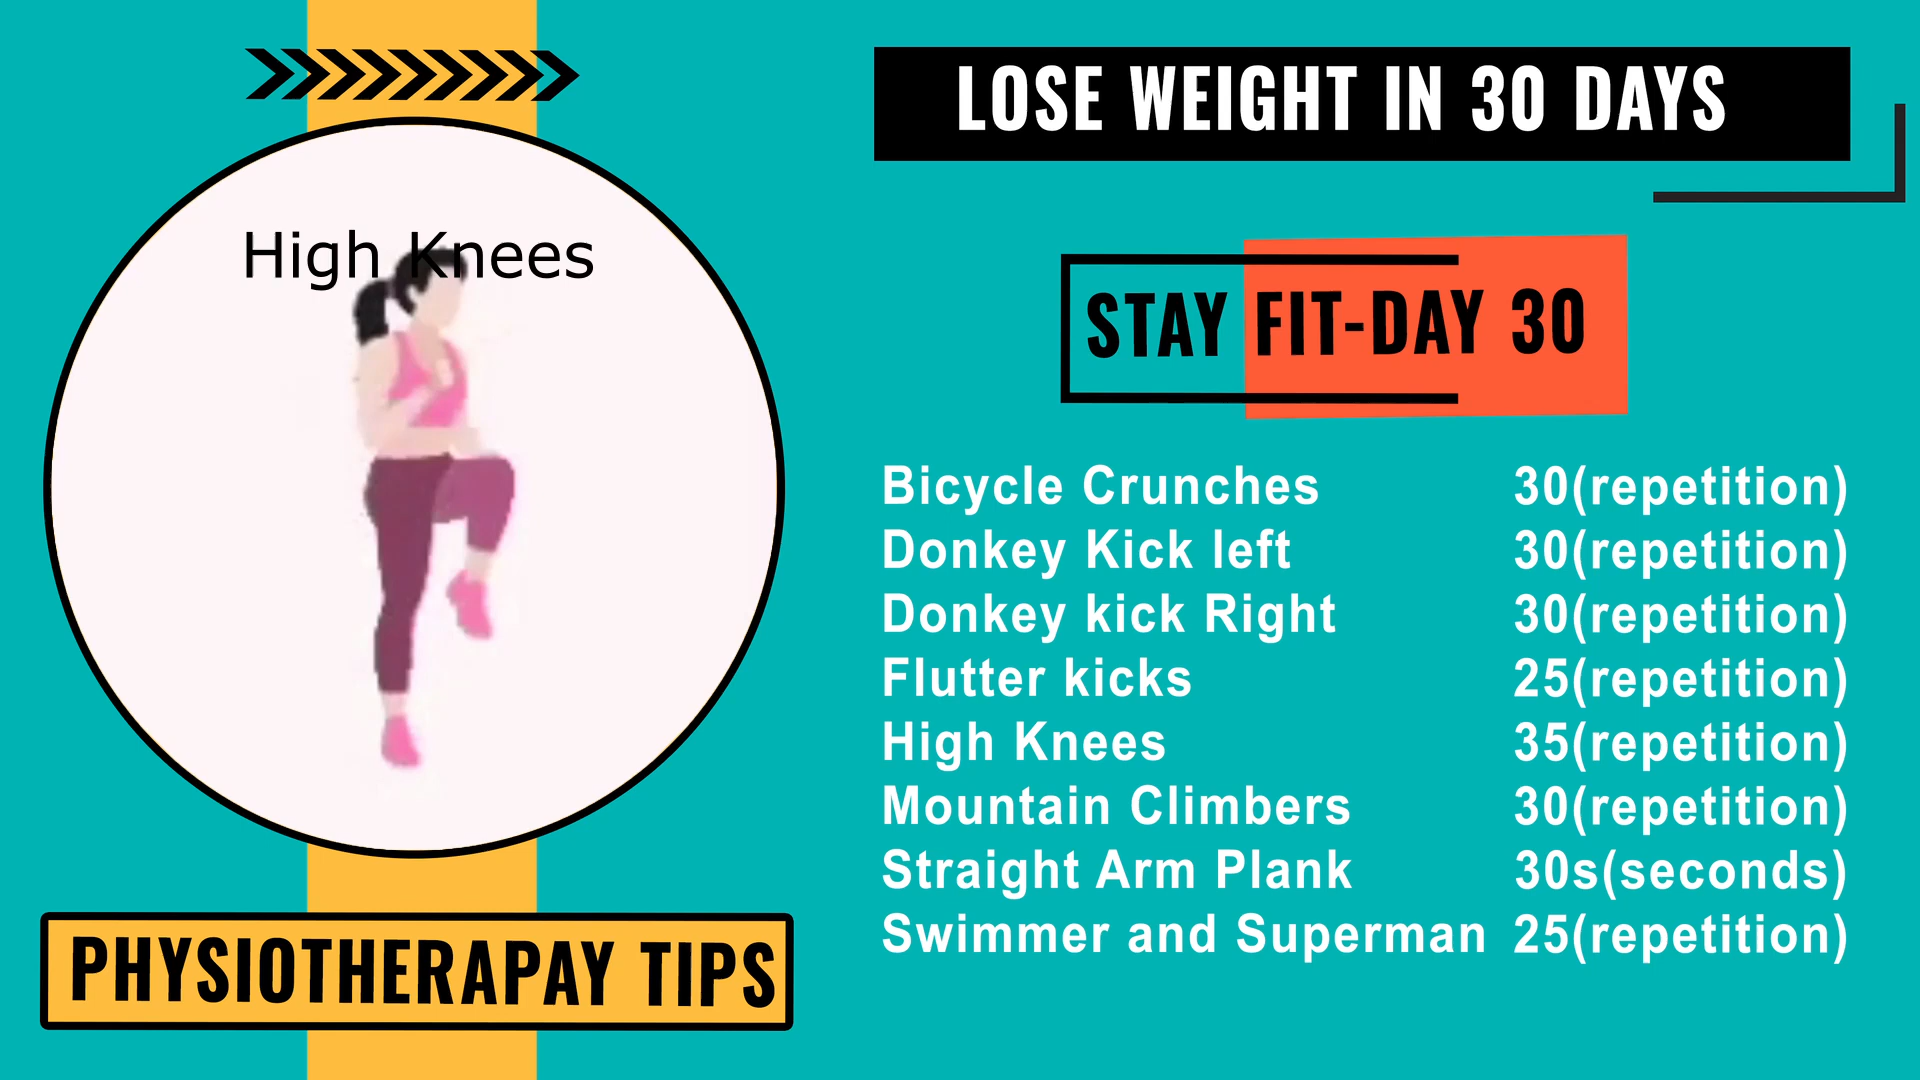 High Knees
PHYSIOTHERAPAY TIPS
LOSE WEIGHT IN 30 DAYS
STAY FIT-DAY 30
Bicycle Crunches 30(repetition)
Donkey Kick left 30(repetition)
Donkey kick Right 30(repetition)
Flutter kicks 25(repetition)
High Knees 35(repetition)
Mountain Climbers 30(repetition)
Straight Arm Plank 30s(seconds)
Swimmer and Superman 25(repetition)